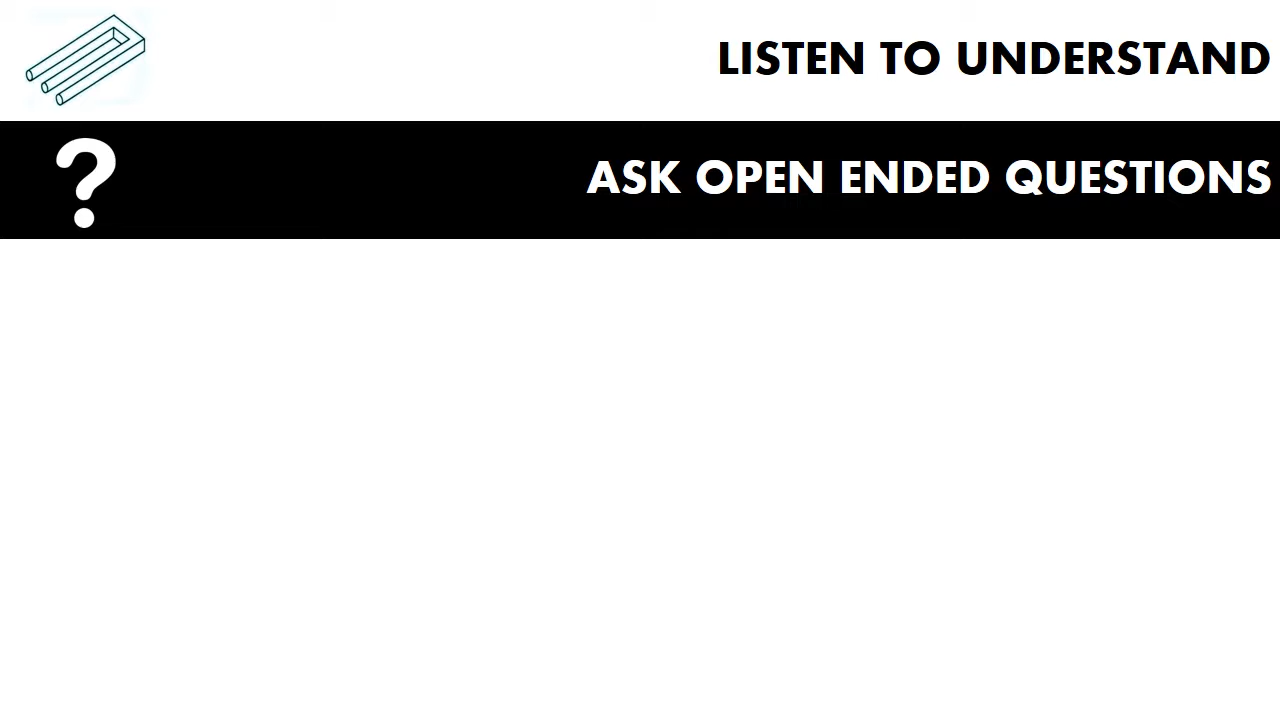 LISTEN TO UNDERSTAND
?
ASK OPEN ENDED QUESTIONS